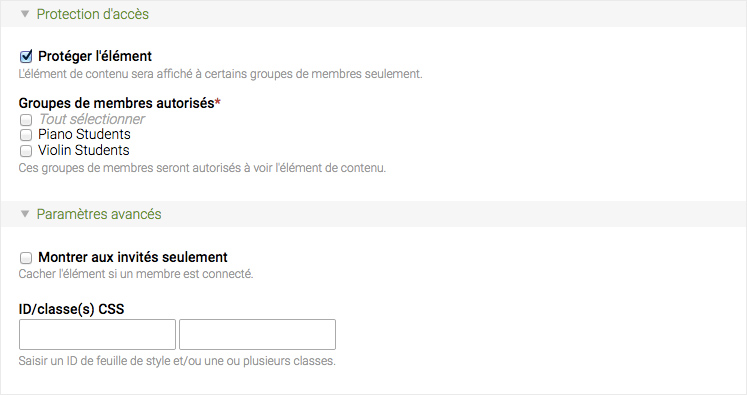 Protection d'accès
Protéger l'élément
L'élément de contenu sera affiché à certains groupes de membres seulement.
Groupes de membres autorisés*
Tout sélectionner
Piano Students
Violin Students
Ces groupes de membres seront autorisés à voir l'élément de contenu.
Paramètres avancés
Montrer aux invités seulement
Cacher l'élément si un membre est connecté.
ID/classe(s) CSS
Saisir un ID de feuille de style et/ou une ou plusieurs classes.